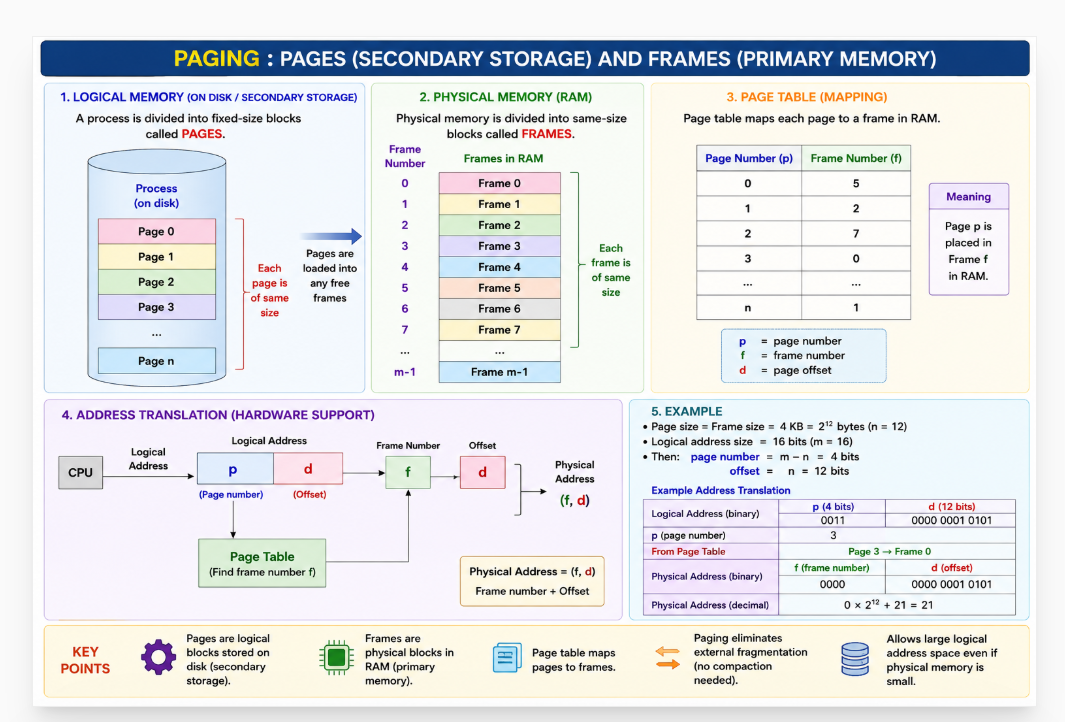 PAGING : PAGES (SECONDARY STORAGE) AND FRAMES (PRIMARY MEMORY)
1. LOGICAL MEMORY (ON DISK / SECONDARY STORAGE)
A process is divided into fixed-size blocks
called PAGES.
Process
(on disk)
Page 0
Page 1
Page 2
Page 3
...
Page n
Each
page is
of same
size
Pages are
loaded into
any free
frames
2. PHYSICAL MEMORY (RAM)
Physical memory is divided into same-size
blocks called FRAMES.
Frame
Number
Frames in RAM
0 Frame 0
1 Frame 1
2 Frame 2
3 Frame 3
4 Frame 4
5 Frame 5
6 Frame 6
7 Frame 7
... ...
m-1 Frame m-1
Each
frame is
of same
size
3. PAGE TABLE (MAPPING)
Page table maps each page to a frame in RAM.
Page Number (p) Frame Number (f)
0 5
1 2
2 7
3 0
... ...
n 1
Meaning
Page p is
placed in
Frame f
in RAM.
p = page number
f = frame number
d = page offset
4. ADDRESS TRANSLATION (HARDWARE SUPPORT)
CPU
Logical
Address
Logical Address
p d
(Page number) (Offset)
Frame Number
f
Offset
d
Physical
Address
(f, d)
Page Table
(Find frame number f)
Physical Address = (f, d)
Frame number + Offset
5. EXAMPLE
• Page size = Frame size = 4 KB = 2¹² bytes (n = 12)
• Logical address size = 16 bits (m = 16)
• Then: page number = m – n = 4 bits
offset = n = 12 bits
Example Address Translation
Logical Address (binary) p (4 bits) d (12 bits)
0011 0000 0001 0101
p (page number) 3
From Page Table Page 3 → Frame 0
Physical Address (binary) f (frame number) d (offset)
0000 0000 0001 0101
Physical Address (decimal) 0 × 2¹² + 21 = 21
KEY
POINTS
Pages are logical
blocks stored on
disk (secondary
storage).
Frames are
physical blocks in
RAM (primary
memory).
Page table maps
pages to frames.
Paging eliminates
external fragmentation
(no compaction
needed).
Allows large logical
address space even if
physical memory is
small.